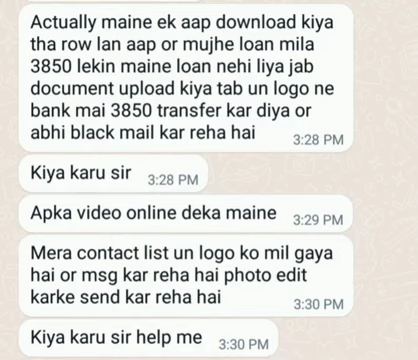 Actually maine ek aap download kiya
tha row lan aap or mujhe loan mila
3850 lekin maine loan nehi liya jab
document upload kiya tab un logo ne
bank mai 3850 transfer kar diya or
abhi black mail kar reha hai
3:28 PM
Kiya karu sir
3:28 PM
Apka video online deka maine
3:29 PM
Mera contact list un logo ko mil gaya
hai or msg kar reha hai photo edit
karke send kar reha hai
3:30 PM
Kiya karu sir help me
3:30 PM